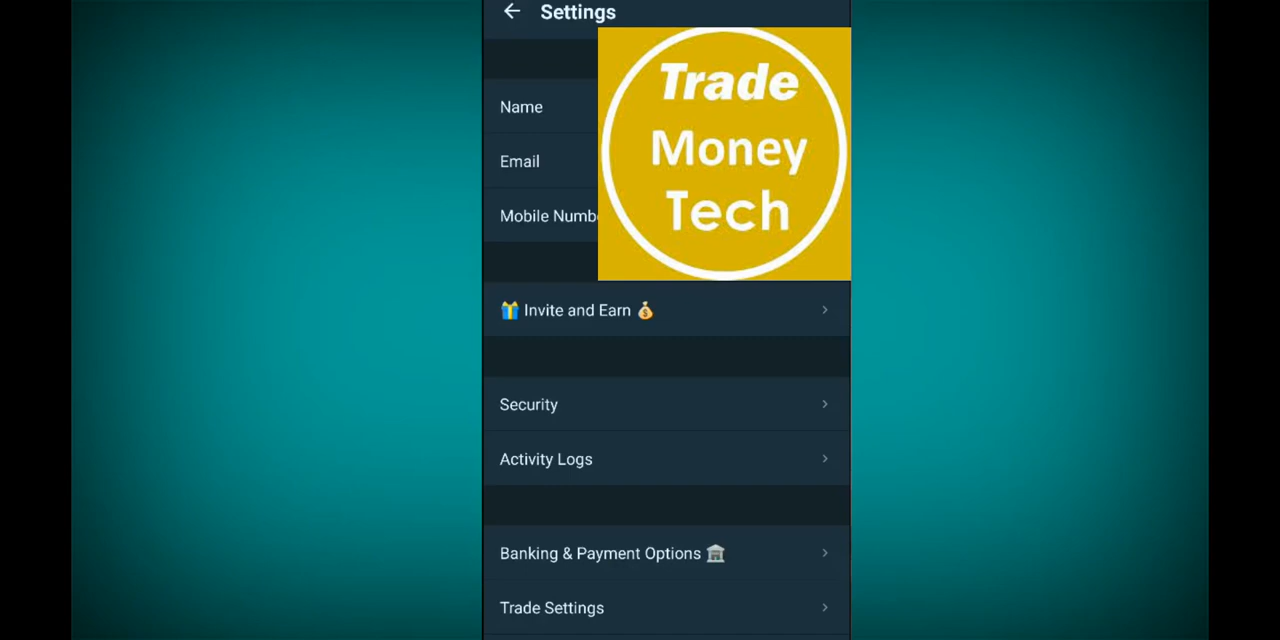 Settings
Trade
Money
Tech
Name
Email
Mobile Numb
Invite and Earn
Security
Activity Logs
Banking & Payment Options
Trade Settings